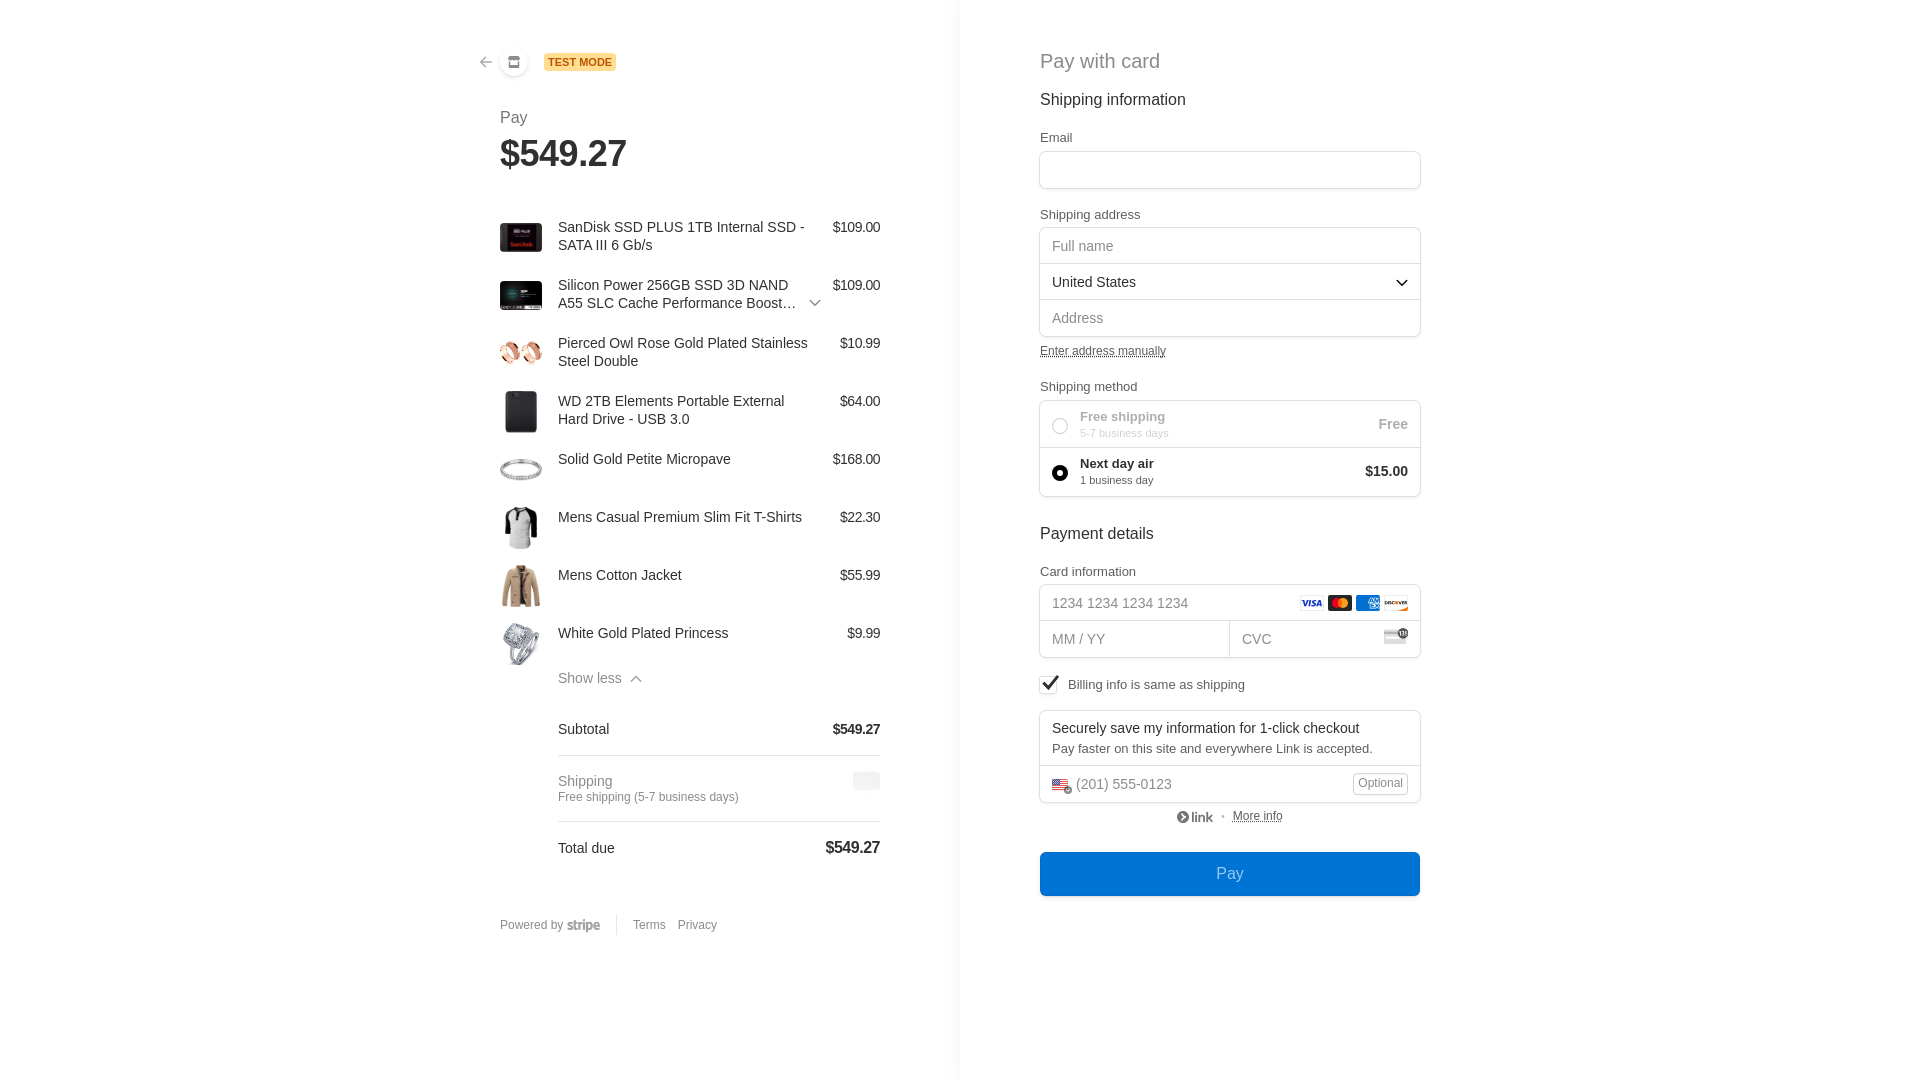 TEST MODE
Pay
$549.27
SanDisk SSD PLUS 1TB Internal SSD - $109.00
SATA III 6 Gb/s
Silicon Power 256GB SSD 3D NAND $109.00
A55 SLC Cache Performance Boost…
Pierced Owl Rose Gold Plated Stainless $10.99
Steel Double
WD 2TB Elements Portable External $64.00
Hard Drive - USB 3.0
Solid Gold Petite Micropave $168.00
Mens Casual Premium Slim Fit T-Shirts $22.30
Mens Cotton Jacket $55.99
White Gold Plated Princess $9.99
Show less
Subtotal $549.27
Shipping
Free shipping (5-7 business days)
Total due $549.27
Powered by stripe Terms Privacy
Pay with card
Shipping information
Email
Shipping address
Full name
United States
Address
Enter address manually
Shipping method
Free shipping
5-7 business days
Free
Next day air
1 business day
$15.00
Payment details
Card information
1234 1234 1234 1234 VISA AMEX DISCOVER
MM / YY CVC
Billing info is same as shipping
Securely save my information for 1-click checkout
Pay faster on this site and everywhere Link is accepted.
(201) 555-0123 Optional
link • More info
Pay